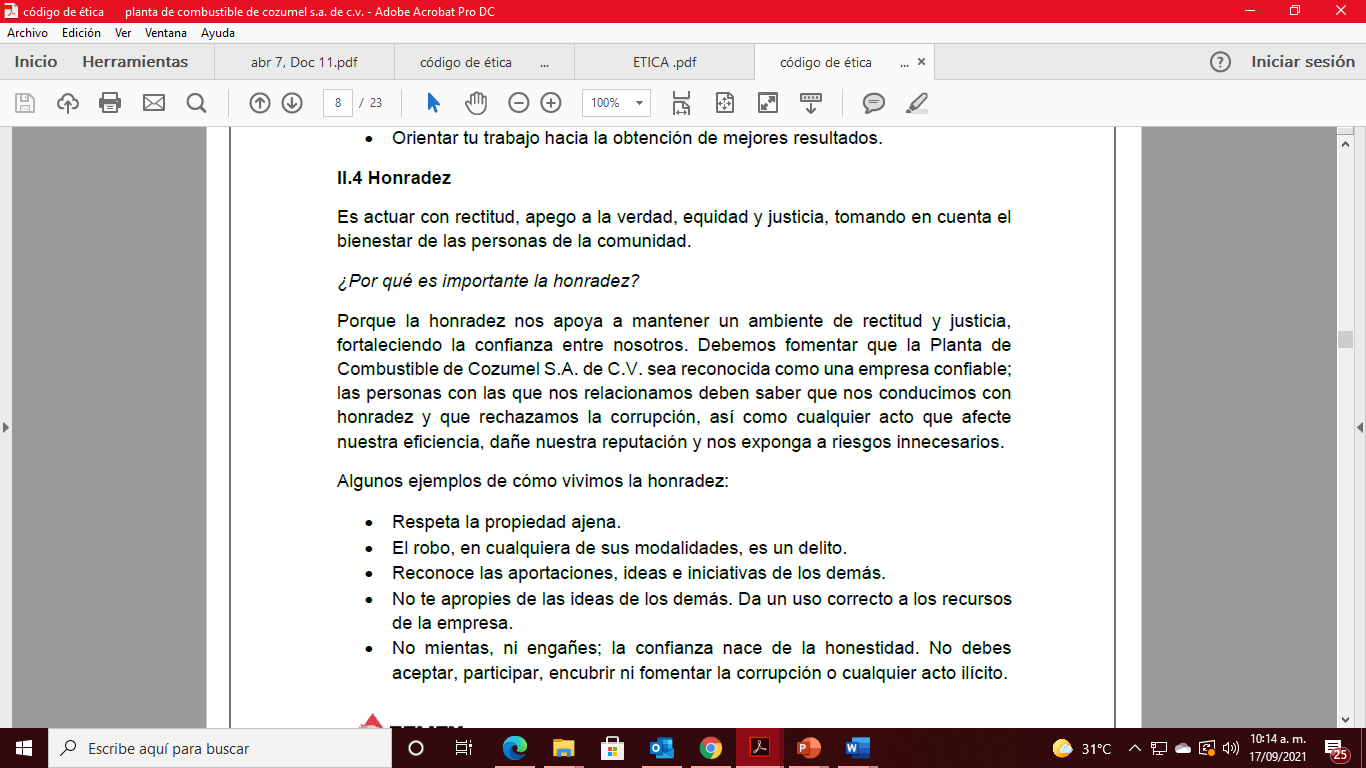 código de ética planta de combustible de cozumel s.a. de c.v. - Adobe Acrobat Pro DC
Archivo Edición Ver Ventana Ayuda
Inicio Herramientas abr 7, Doc 11.pdf código de ética ... ETICA .pdf código de ética ... × ? Iniciar sesión
8 / 23 100%
• Orientar tu trabajo hacia la obtención de mejores resultados.
II.4 Honradez
Es actuar con rectitud, apego a la verdad, equidad y justicia, tomando en cuenta el
bienestar de las personas de la comunidad.
¿Por qué es importante la honradez?
Porque la honradez nos apoya a mantener un ambiente de rectitud y justicia,
fortaleciendo la confianza entre nosotros. Debemos fomentar que la Planta de
Combustible de Cozumel S.A. de C.V. sea reconocida como una empresa confiable;
las personas con las que nos relacionamos deben saber que nos conducimos con
honradez y que rechazamos la corrupción, así como cualquier acto que afecte
nuestra eficiencia, dañe nuestra reputación y nos exponga a riesgos innecesarios.
Algunos ejemplos de cómo vivimos la honradez:
• Respeta la propiedad ajena.
• El robo, en cualquiera de sus modalidades, es un delito.
• Reconoce las aportaciones, ideas e iniciativas de los demás.
• No te apropies de las ideas de los demás. Da un uso correcto a los recursos
de la empresa.
• No mientas, ni engañes; la confianza nace de la honestidad. No debes
aceptar, participar, encubrir ni fomentar la corrupción o cualquier acto ilícito.
Escribe aquí para buscar 31°C 10:14 a. m.
17/09/2021 25